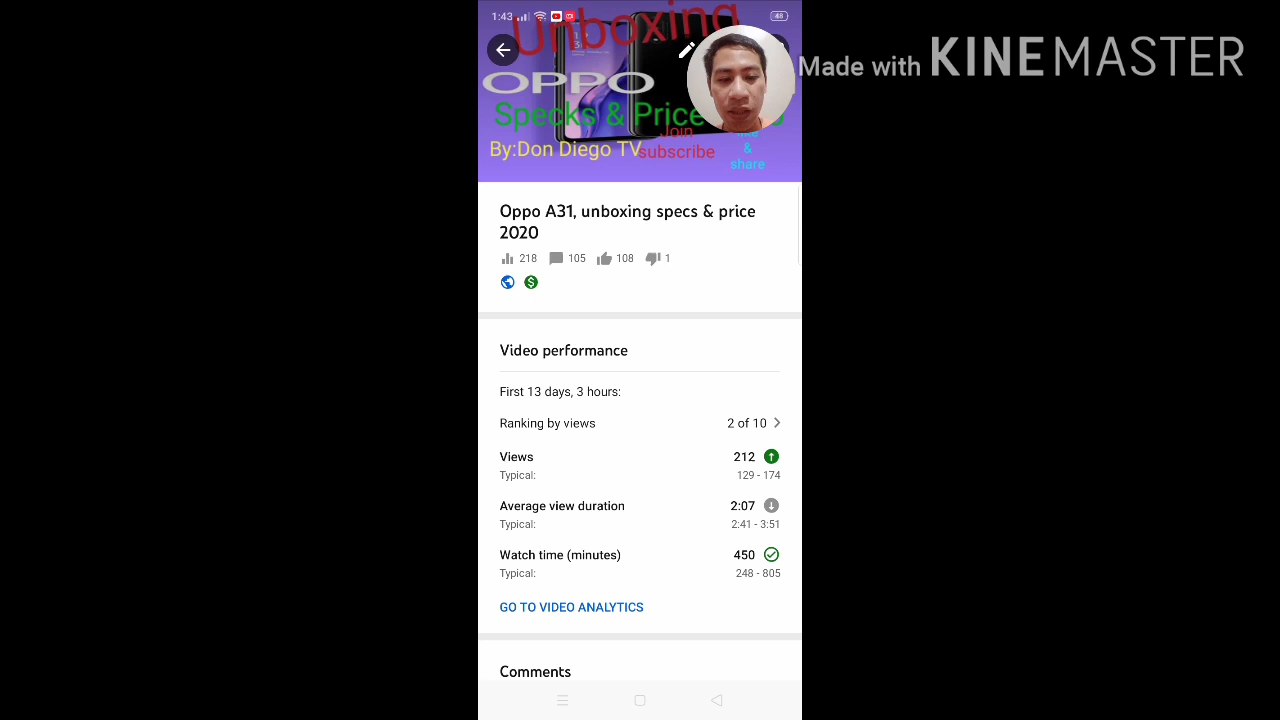 1:43
48
Unboxing
OPPO
Specks & Price
By:Don Diego TV
Join
subscribe
&
share
Made with KINEMASTER
Oppo A31, unboxing specs & price
2020
218 105 108 1
Video performance
First 13 days, 3 hours:
Ranking by views 2 of 10
Views 212
Typical: 129 - 174
Average view duration 2:07
Typical: 2:41 - 3:51
Watch time (minutes) 450
Typical: 248 - 805
GO TO VIDEO ANALYTICS
Comments